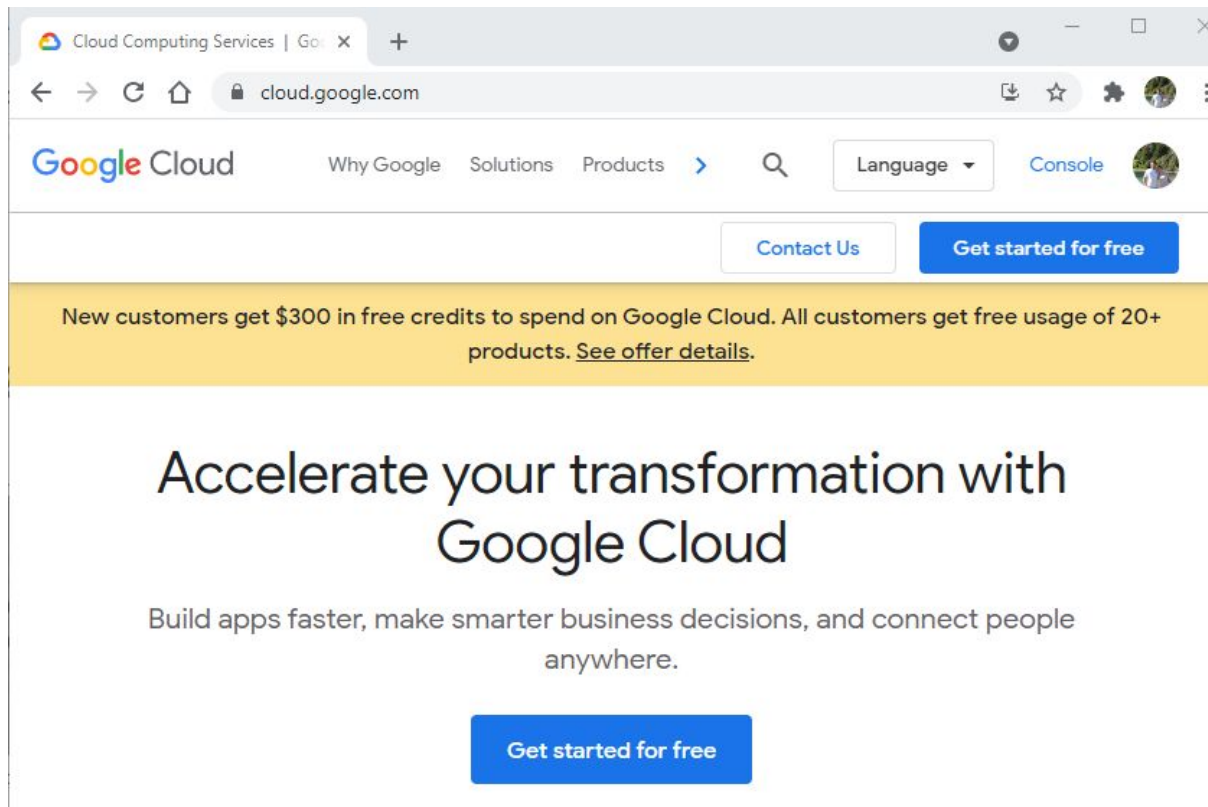 Cloud Computing Services | Go
cloud.google.com
Google Cloud Why Google Solutions Products Language Console
Contact Us Get started for free
New customers get $300 in free credits to spend on Google Cloud. All customers get free usage of 20+
products. See offer details.
Accelerate your transformation with
Google Cloud
Build apps faster, make smarter business decisions, and connect people
anywhere.
Get started for free